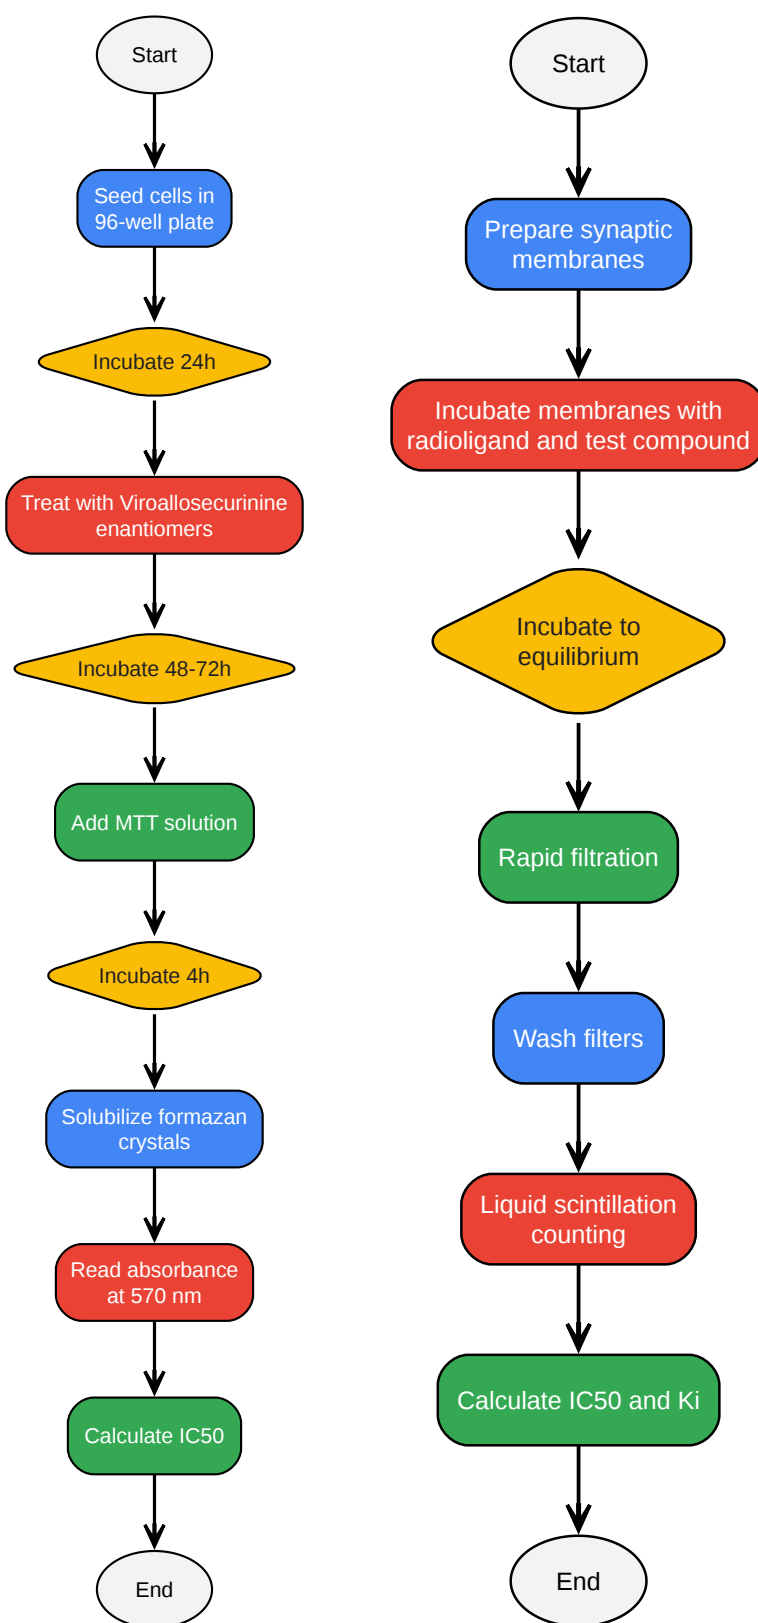 Start
Seed cells in
96-well plate
Incubate 24h
Treat with Viroallosecurinine
enantiomers
Incubate 48-72h
Add MTT solution
Incubate 4h
Solubilize formazan
crystals
Read absorbance
at 570 nm
Calculate IC50
End
Start
Prepare synaptic
membranes
Incubate membranes with
radioligand and test compound
Incubate to
equilibrium
Rapid filtration
Wash filters
Liquid scintillation
counting
Calculate IC50 and Ki
End